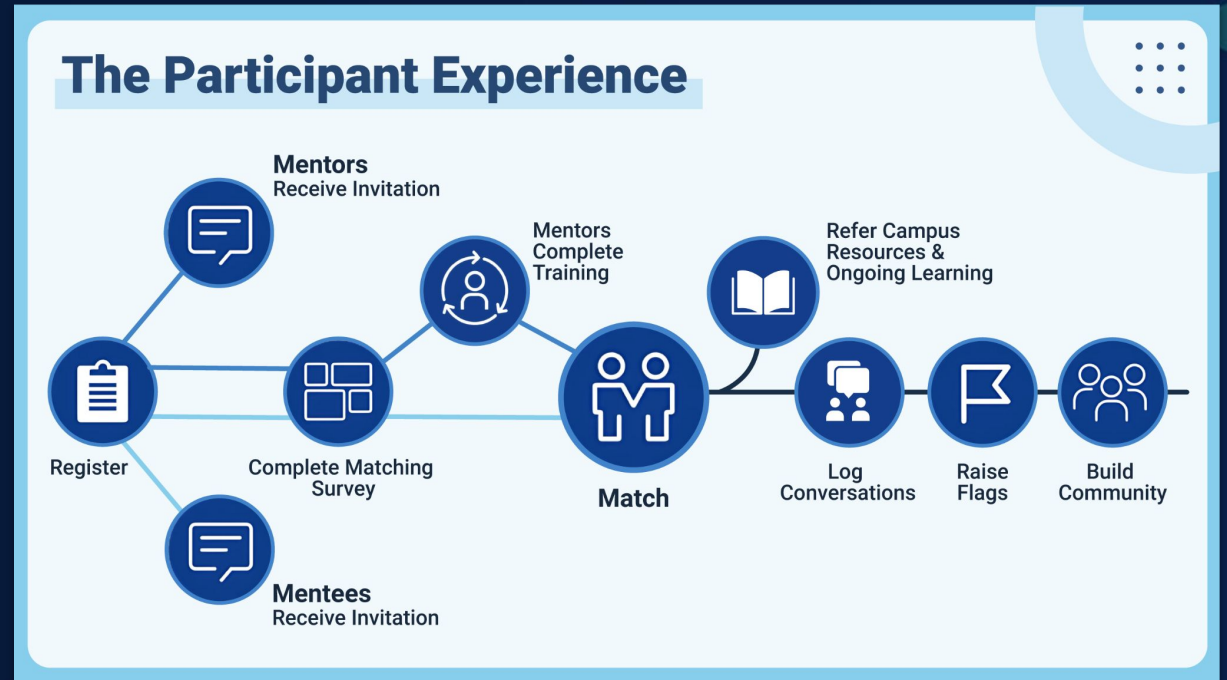 The Participant Experience
Mentors
Receive Invitation
Mentors
Complete
Training
Refer Campus
Resources &
Ongoing Learning
Register
Complete Matching
Survey
Match
Log
Conversations
Raise
Flags
Build
Community
Mentees
Receive Invitation